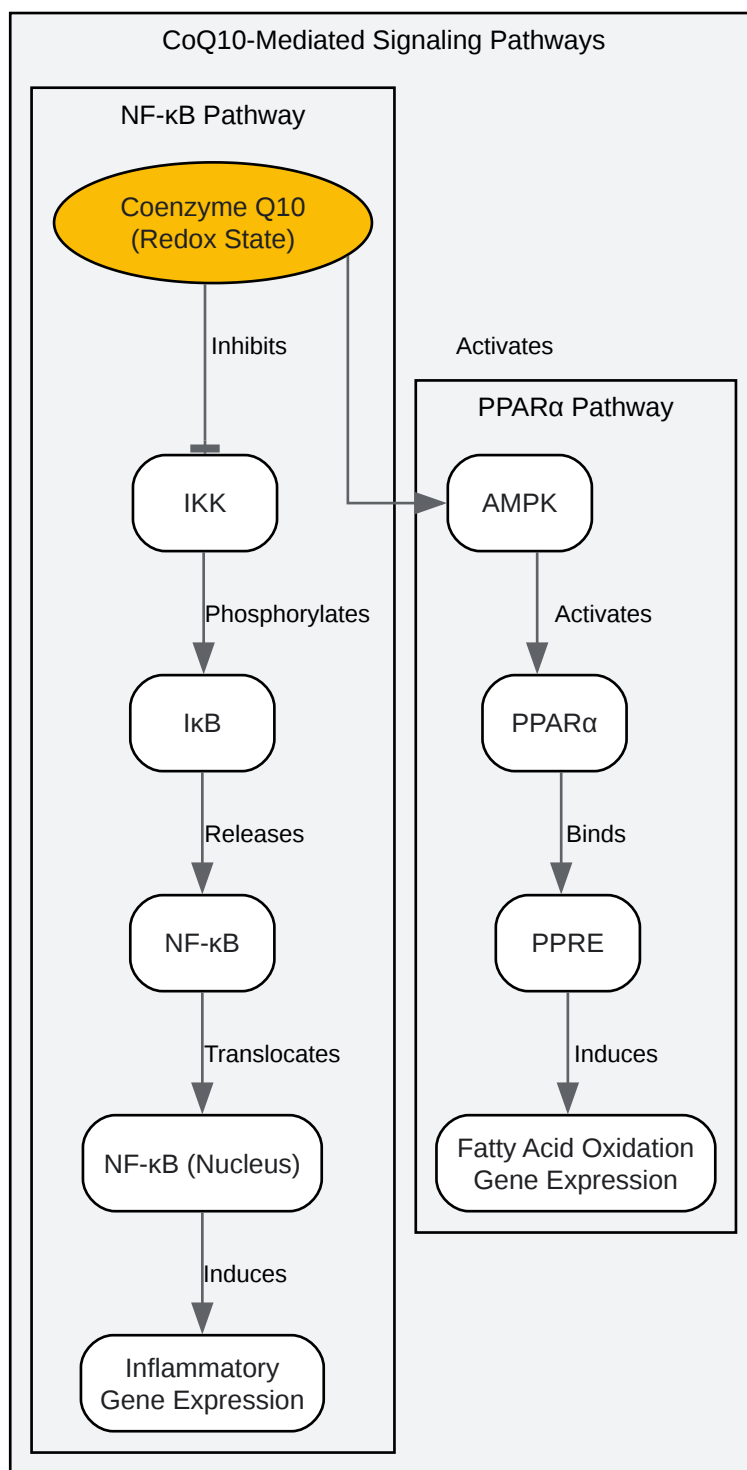 CoQ10-Mediated Signaling Pathways
NF-κB Pathway
Coenzyme Q10
(Redox State)
Inhibits
Activates
PPARα Pathway
IKK
AMPK
Phosphorylates
Activates
IκB
PPARα
Releases
Binds
NF-κB
PPRE
Translocates
Induces
NF-κB (Nucleus)
Fatty Acid Oxidation
Gene Expression
Induces
Inflammatory
Gene Expression